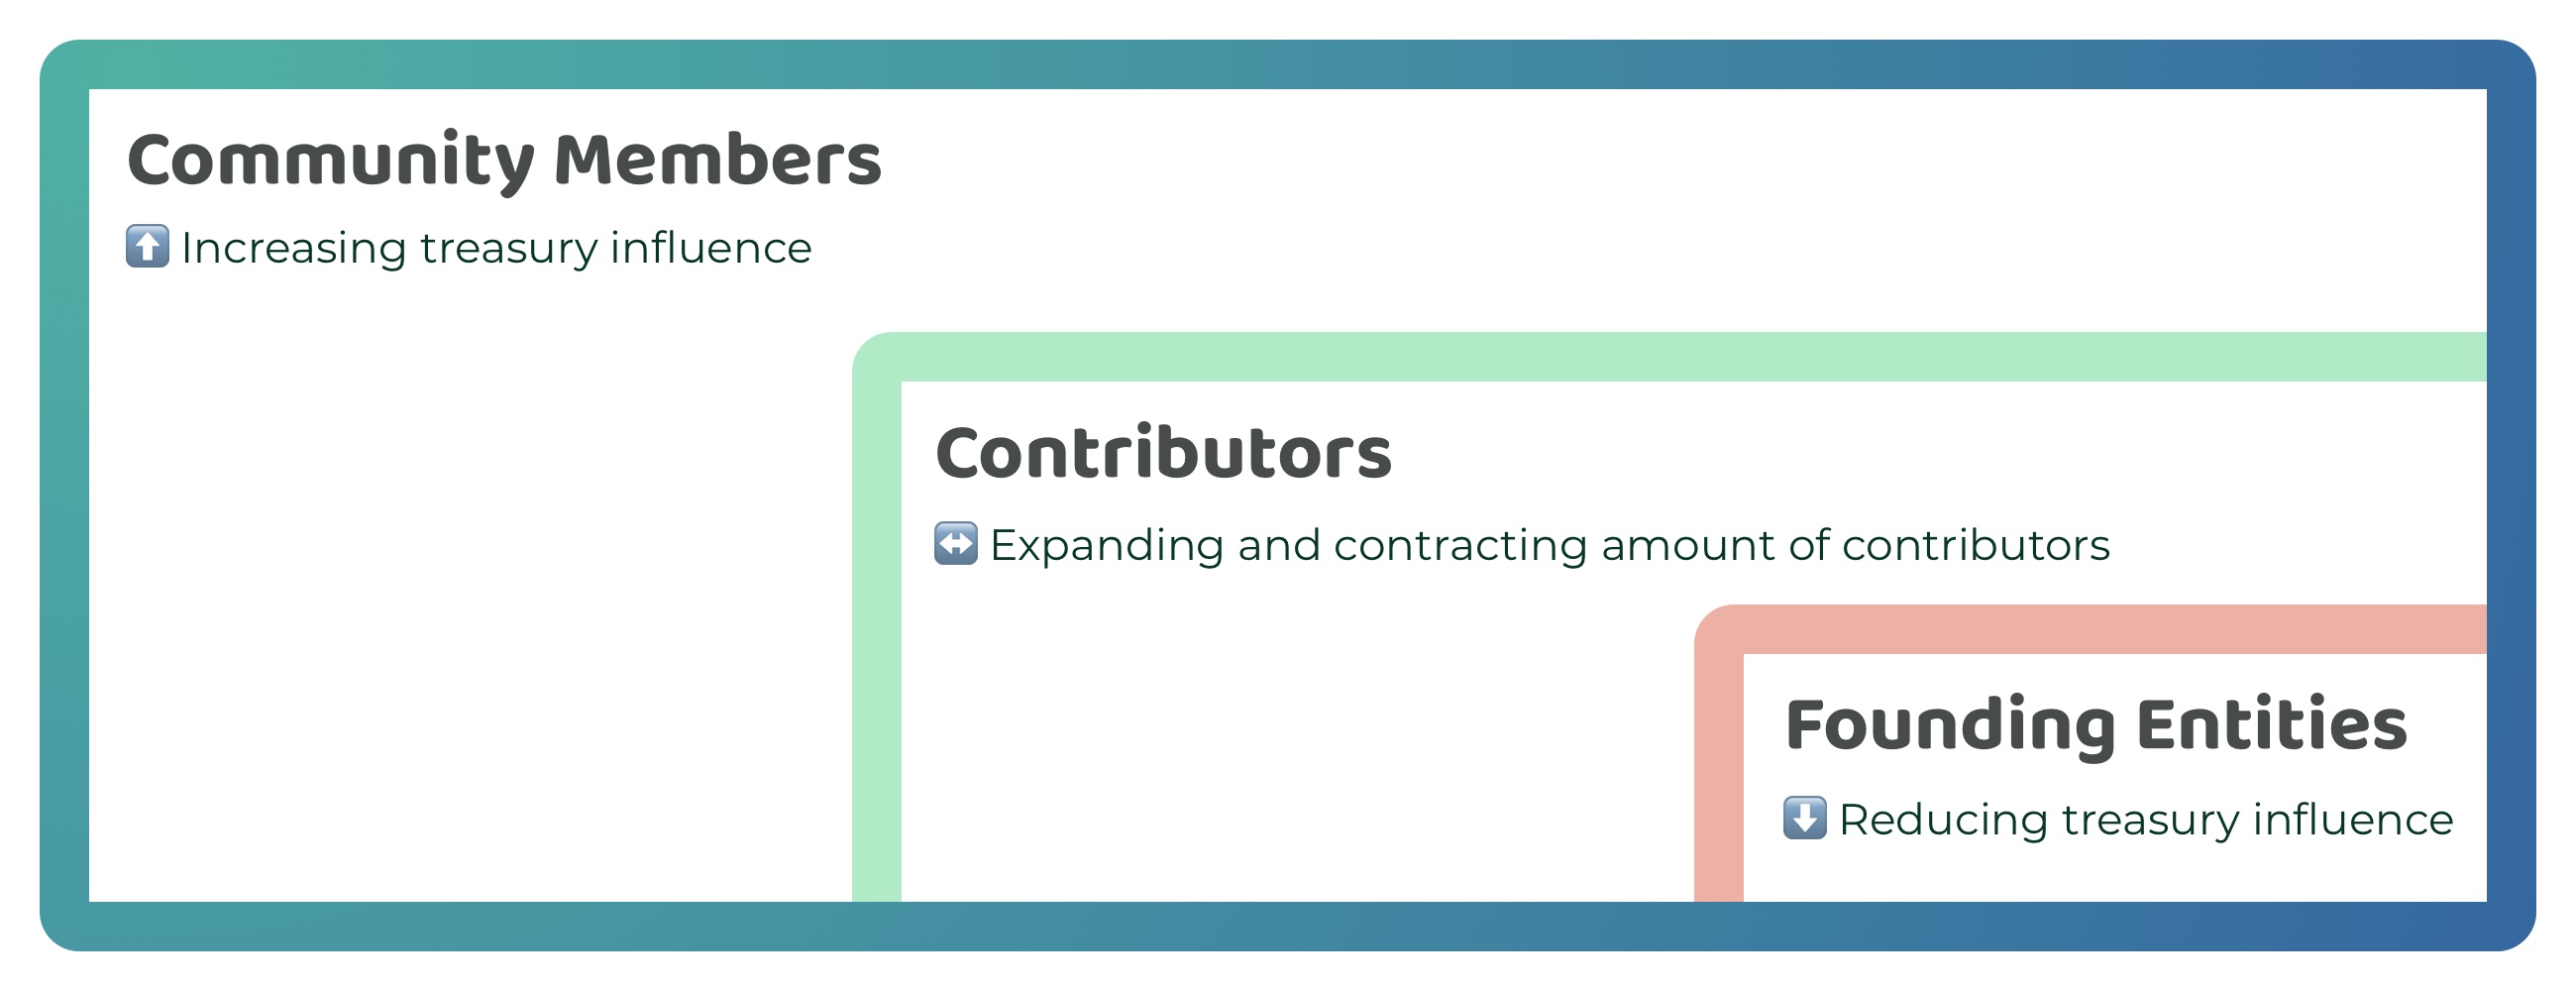 Community Members
⬆️ Increasing treasury influence
Contributors
↔️ Expanding and contracting amount of contributors
Founding Entities
⬇️ Reducing treasury influence